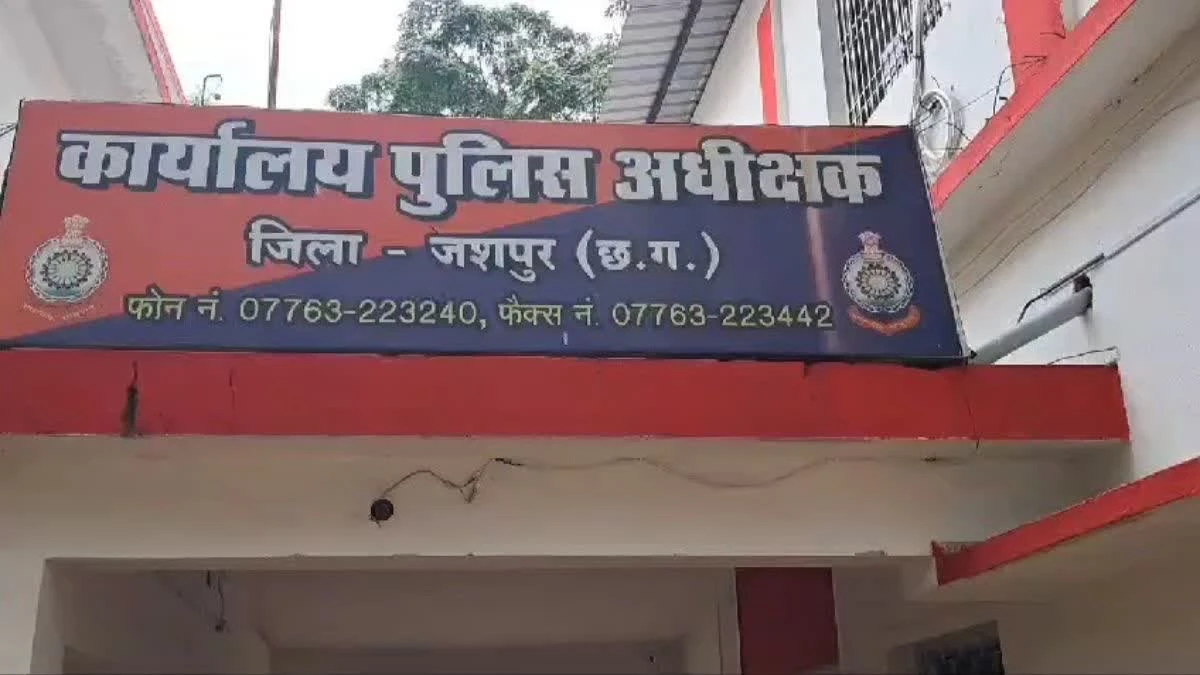 कार्यालय पुलिस अधीक्षक
जिला - जशपुर (छ.ग.)
फोन नं. 07763-223240, फैक्स नं. 07763-223442